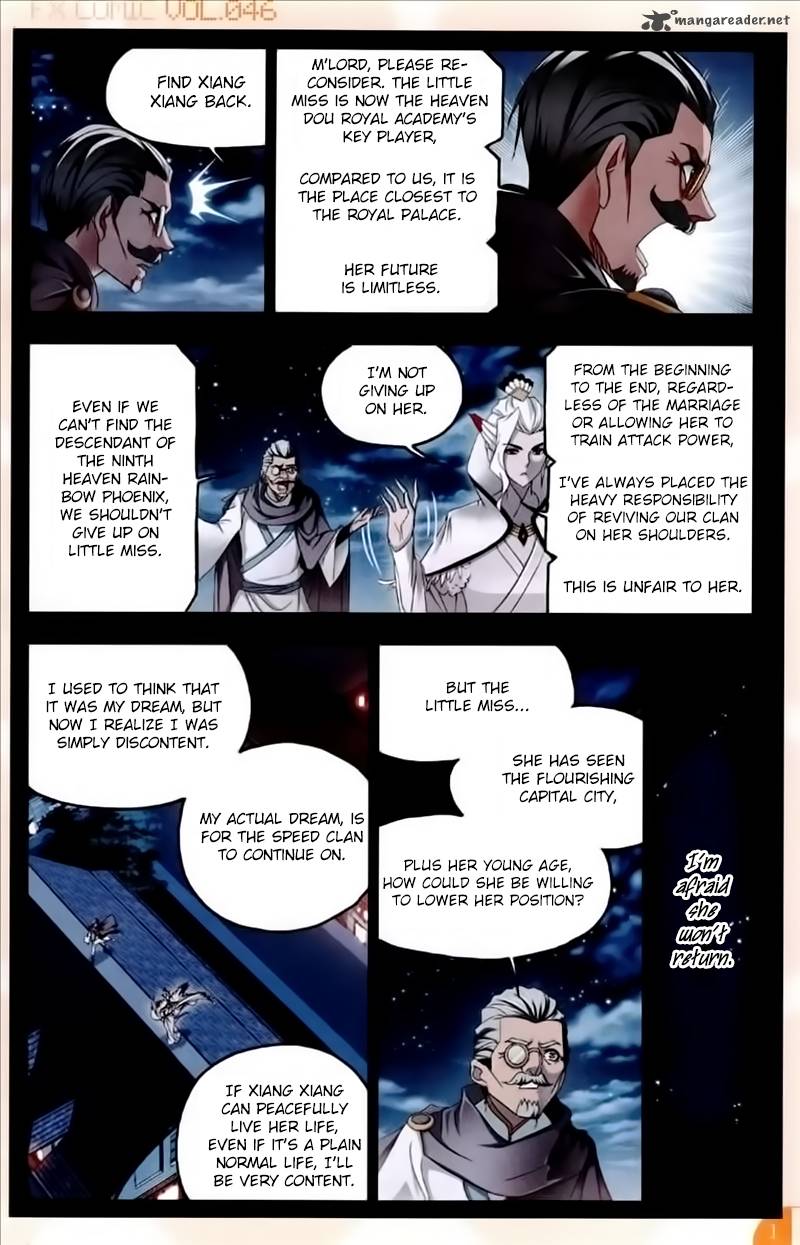 FX COMIC VOL.046
mangareader.net
FIND XIANG
XIANG BACK.
M'LORD, PLEASE RE-
CONSIDER. THE LITTLE
MISS IS NOW THE HEAVEN
DOU ROYAL ACADEMY'S
KEY PLAYER,
COMPARED TO US, IT IS
THE PLACE CLOSEST TO
THE ROYAL PALACE.
HER FUTURE
IS LIMITLESS.
EVEN IF WE
CAN'T FIND THE
DESCENDANT OF
THE NINTH
HEAVEN RAIN-
BOW PHOENIX,
WE SHOULDN'T
GIVE UP ON
LITTLE MISS.
I'M NOT
GIVING UP
ON HER.
FROM THE BEGINNING
TO THE END, REGARD-
LESS OF THE MARRIAGE
OR ALLOWING HER TO
TRAIN ATTACK POWER,
I'VE ALWAYS PLACED THE
HEAVY RESPONSIBILITY
OF REVIVING OUR CLAN
ON HER SHOULDERS.
THIS IS UNFAIR TO HER.
I USED TO THINK THAT
IT WAS MY DREAM, BUT
NOW I REALIZE I WAS
SIMPLY DISCONTENT.
MY ACTUAL DREAM, IS
FOR THE SPEED CLAN
TO CONTINUE ON.
IF XIANG XIANG
CAN PEACEFULLY
LIVE HER LIFE,
EVEN IF IT'S A PLAIN
NORMAL LIFE, I'LL
BE VERY CONTENT.
BUT THE
LITTLE MISS...
SHE HAS SEEN
THE FLOURISHING
CAPITAL CITY,
PLUS HER YOUNG AGE,
HOW COULD SHE BE WILLING
TO LOWER HER POSITION?
I'm
afraid
she
won't
return.
1